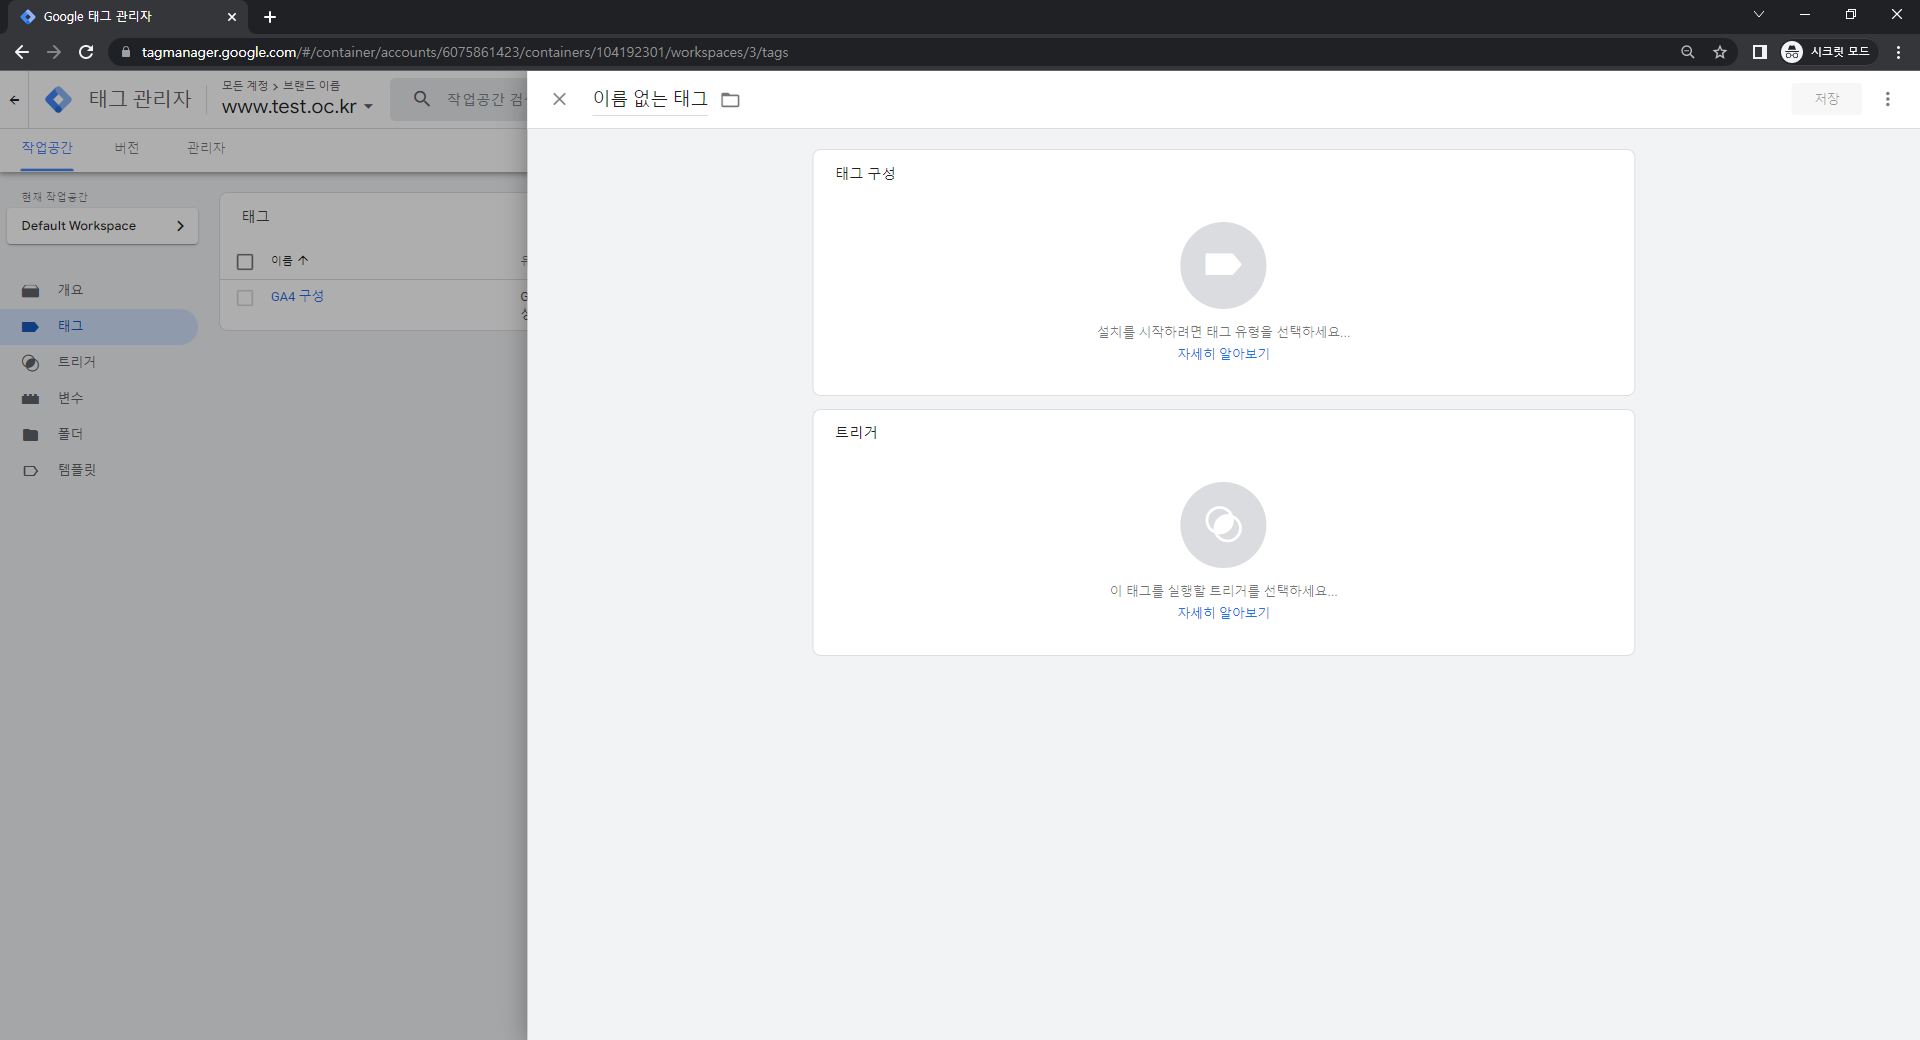 Google 태그 관리자
tagmanager.google.com/#/container/accounts/6075861423/containers/104192301/workspaces/3/tags
시크릿 모드
태그 관리자
모든 계정 > 브랜드 이름
www.test.oc.kr
작업공간 검
이름 없는 태그
저장
작업공간
버전
관리자
현재 작업공간
Default Workspace
개요
태그
트리거
변수
폴더
템플릿
태그
이름
GA4 구성
태그 구성
설치를 시작하려면 태그 유형을 선택하세요...
자세히 알아보기
트리거
이 태그를 실행할 트리거를 선택하세요...
자세히 알아보기